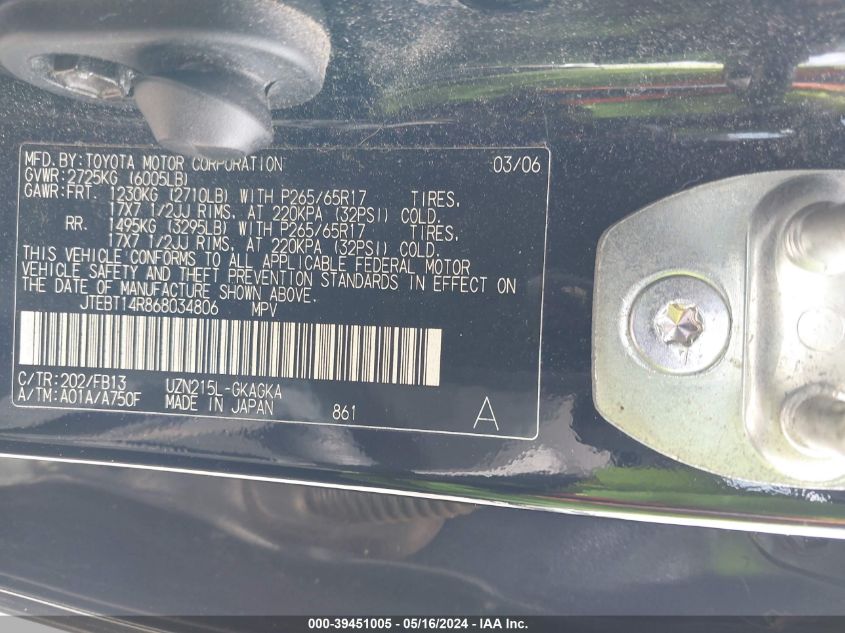 MFD. BY: TOYOTA MOTOR CORPORATION 03/06
GVWR: 2725KG (6005LB)
GAWR: FRT. 1230KG (2710LB) WITH P265/65R17 TIRES,
17X7 1/2JJ RIMS, AT 220KPA (32PSI) COLD.
RR. 1495KG (3295LB) WITH P265/65R17 TIRES,
17X7 1/2JJ RIMS, AT 220KPA (32PSI) COLD.
THIS VEHICLE CONFORMS TO ALL APPLICABLE FEDERAL MOTOR
VEHICLE SAFETY AND THEFT PREVENTION STANDARDS IN EFFECT ON
THE DATE OF MANUFACTURE SHOWN ABOVE.
JTEBT14R868034806 MPV
C/TR: 202/FB13 UZN215L-GKAGKA
A/TM: A01A/A750F MADE IN JAPAN 861 A
000-39451005 - 05/16/2024 - IAA Inc.